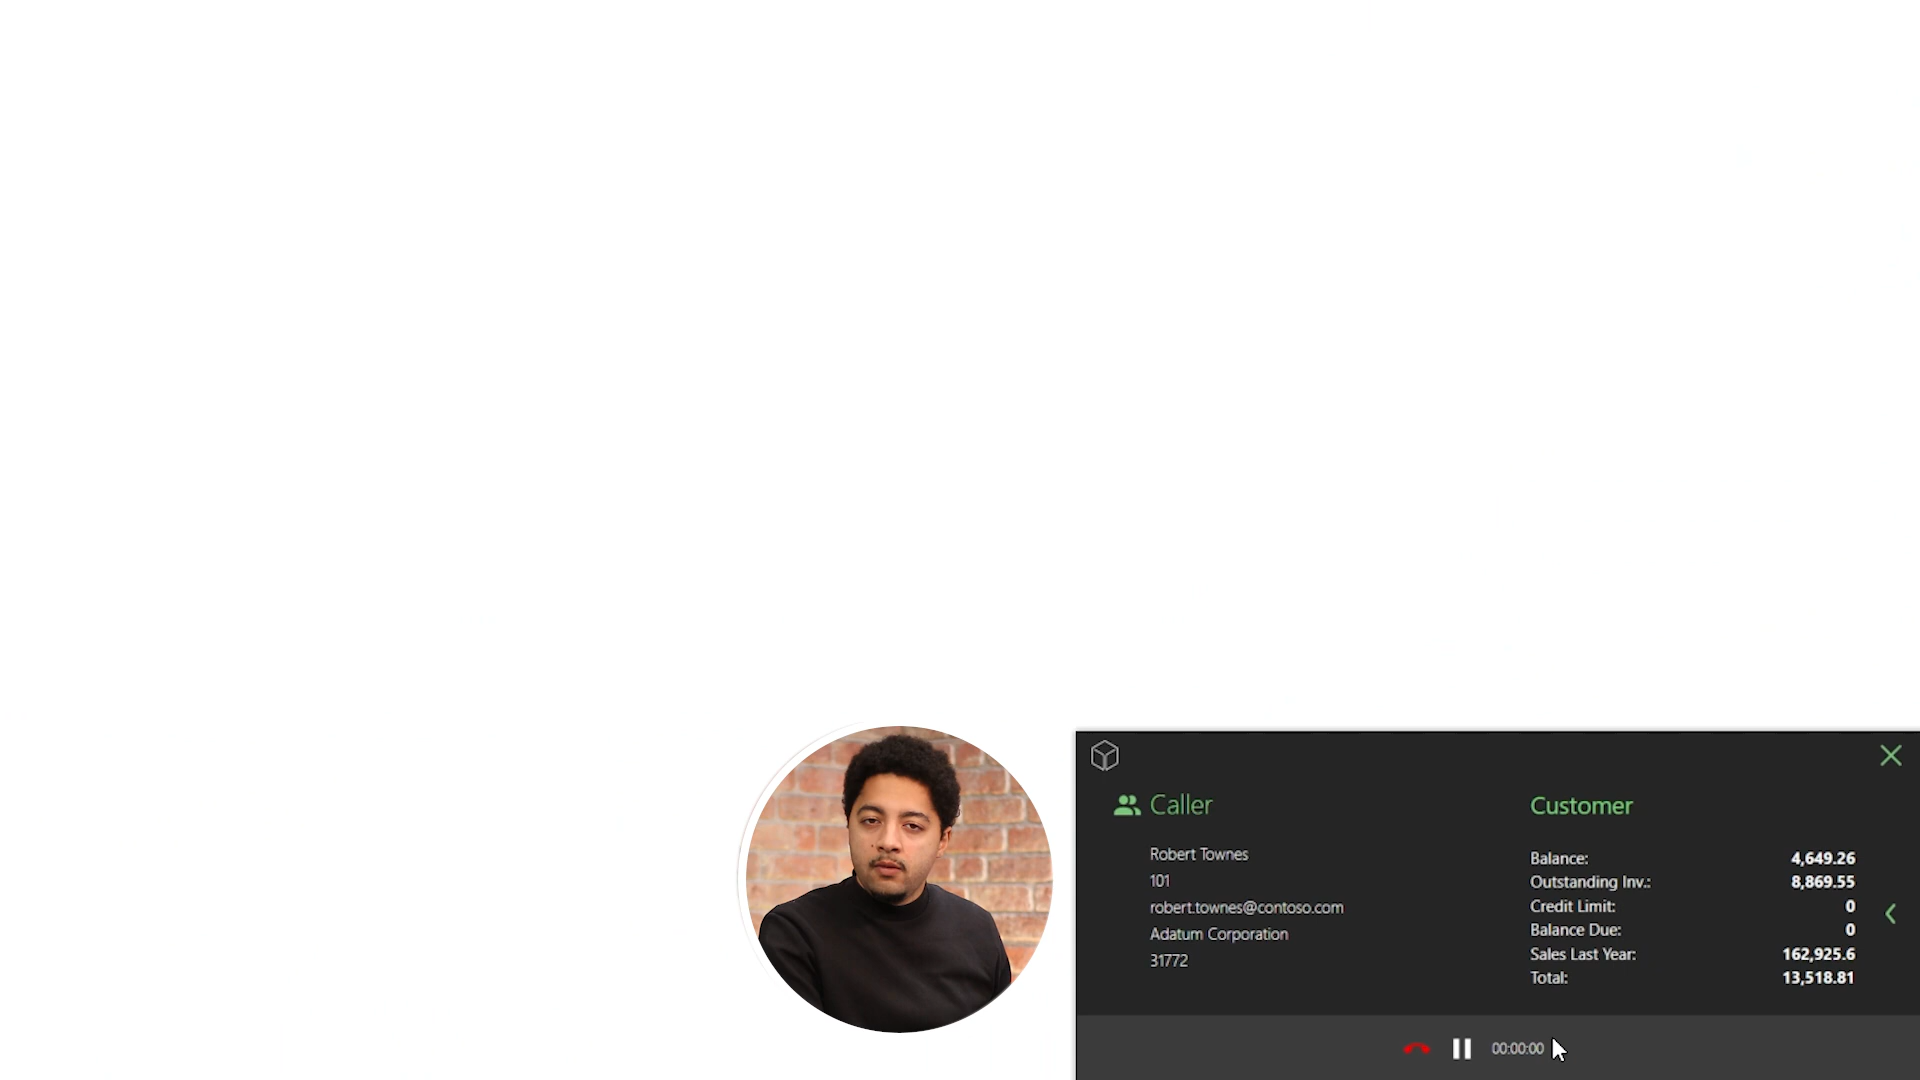 Caller
Robert Townes
101
robert.townes@contoso.com
Adatum Corporation
31772
Customer
Balance: 4,649.26
Outstanding Inv.: 8,869.55
Credit Limit: 0
Balance Due: 0
Sales Last Year: 162,925.6
Total: 13,518.81
00:00:00